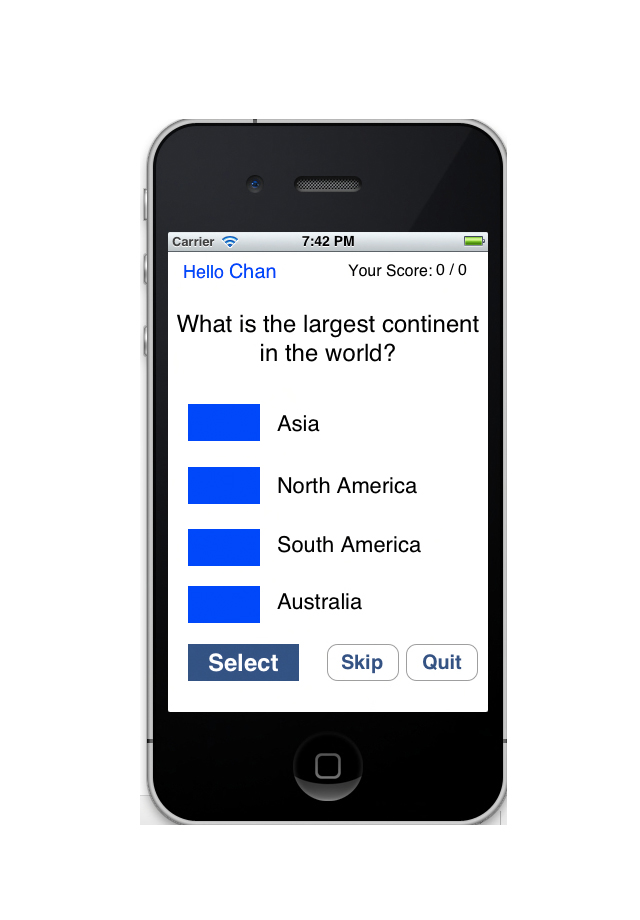 Carrier 7:42 PM
Hello Chan Your Score: 0 / 0
What is the largest continent
in the world?
Asia
North America
South America
Australia
Select Skip Quit